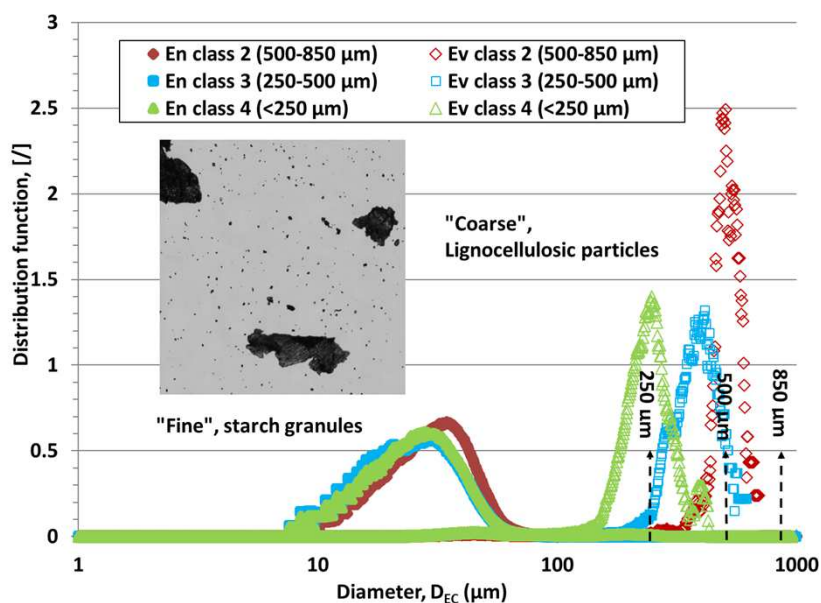 3
2.5
2
1.5
1
0.5
0
Distribution function, [/]
En class 2 (500-850 µm)
Ev class 2 (500-850 µm)
En class 3 (250-500 µm)
Ev class 3 (250-500 µm)
En class 4 (<250 µm)
Ev class 4 (<250 µm)
"Coarse",
Lignocellulosic particles
"Fine", starch granules
250 µm
500 µm
850 µm
1
10
100
1000
Diameter, D_EC (µm)